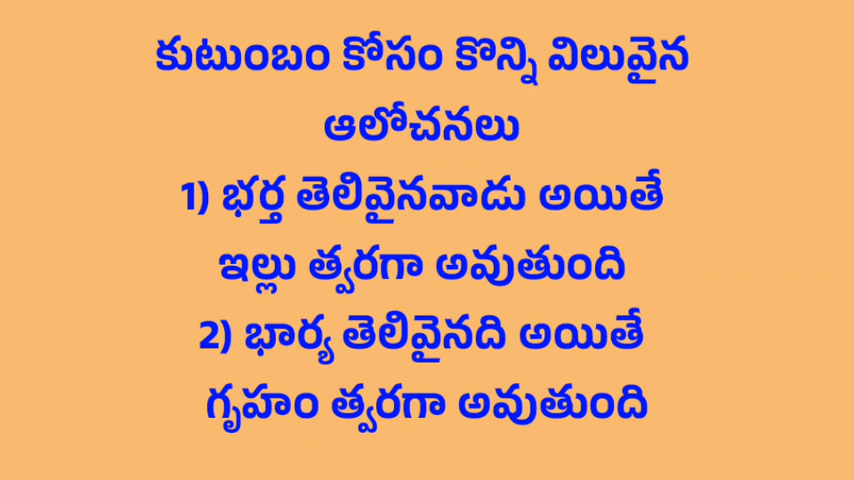 కుటుంబం కోసం కొన్ని విలువైన
ఆలోచనలు
1) భర్త తెలివైనవాడు అయితే
ఇల్లు త్వరగా అవుతుంది
2) భార్య తెలివైనది అయితే
గృహం త్వరగా అవుతుంది